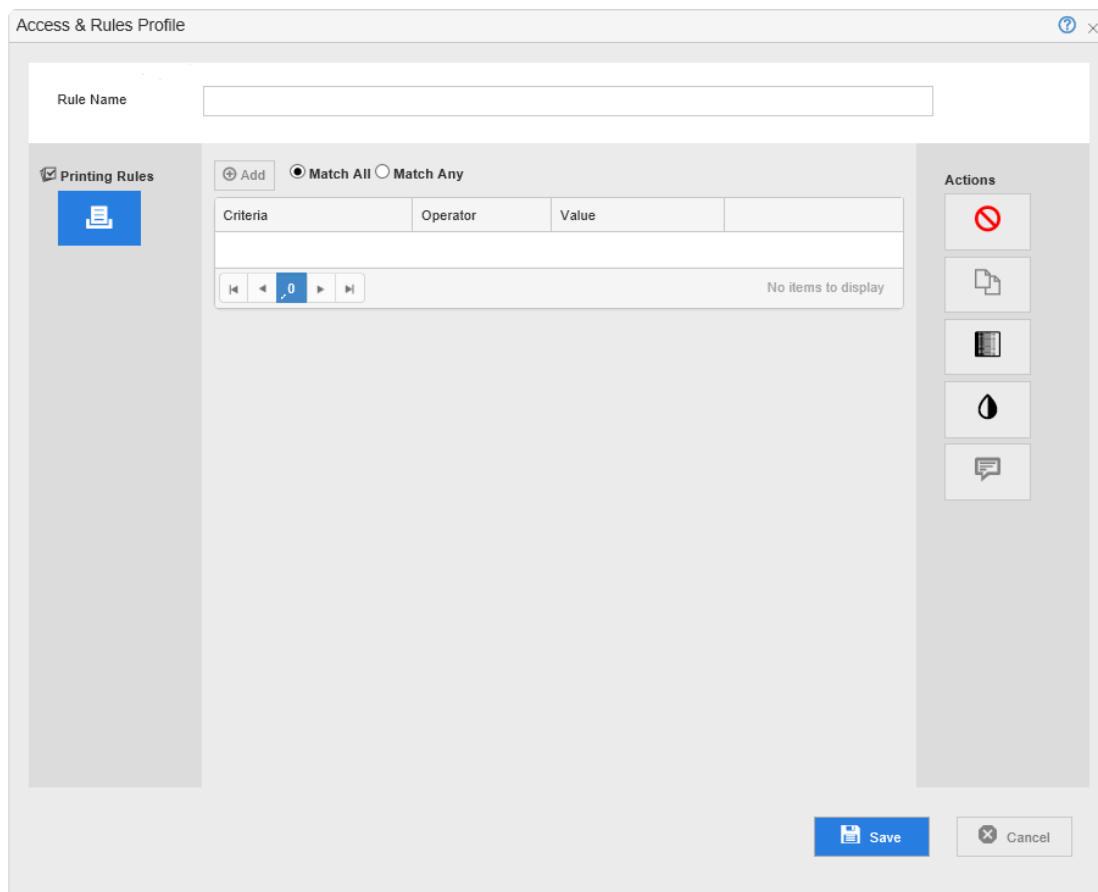 Access & Rules Profile
Rule Name
Printing Rules
Add Match All Match Any
Actions
Criteria Operator Value
0 No items to display
Save Cancel